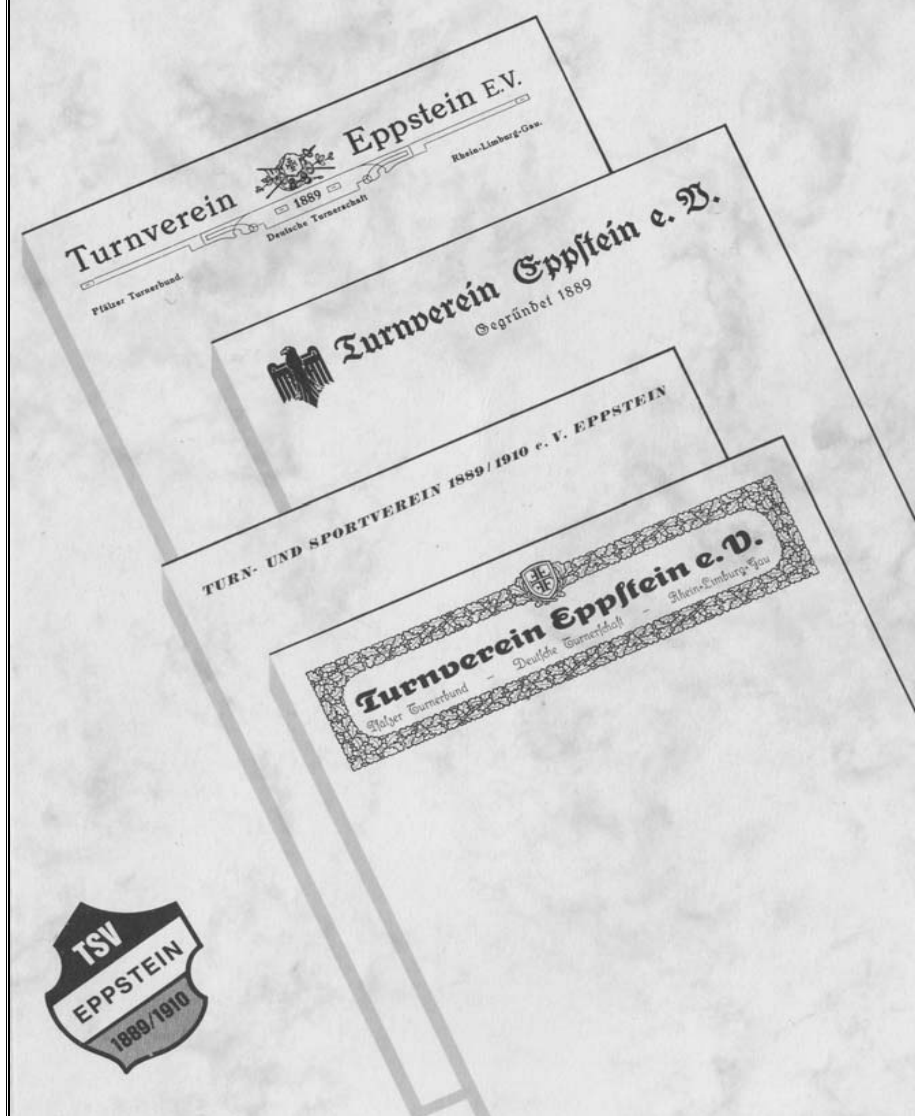 Turnverein Eppstein E.V.
1889
Pfälzer Turnerbund. Deutsche Turnerschaft Rhein-Limburg-Gau.
Turnverein Eppſtein e. V.
Gegründet 1889
TURN- UND SPORTVEREIN 1889/1910 e. V. EPPSTEIN
Turnverein Eppſtein e. V.
Pfälzer Turnerbund – Deutſche Turnerſchaft – Rhein-Limburg-Gau
TSV
EPPSTEIN
1889/1910